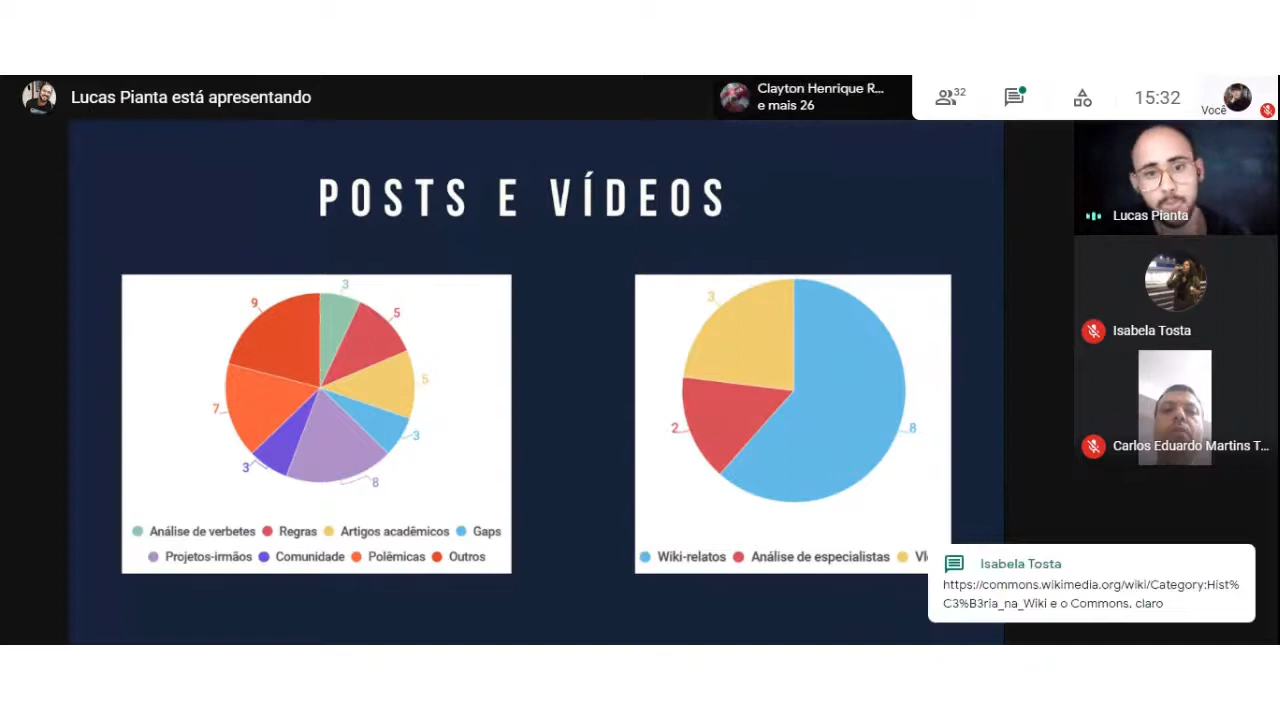 Lucas Pianta está apresentando
Clayton Henrique R...
e mais 26
32
15:32
Você
POSTS E VÍDEOS
Lucas Pianta
Isabela Tosta
Carlos Eduardo Martins T...
3
5
5
3
8
3
7
9
Análise de verbetes Regras Artigos acadêmicos Gaps
Projetos-irmãos Comunidade Polêmicas Outros
3
2
8
Wiki-relatos Análise de especialistas
Isabela Tosta
https://commons.wikimedia.org/wiki/Category:Hist%
C3%B3ria_na_Wiki e o Commons, claro